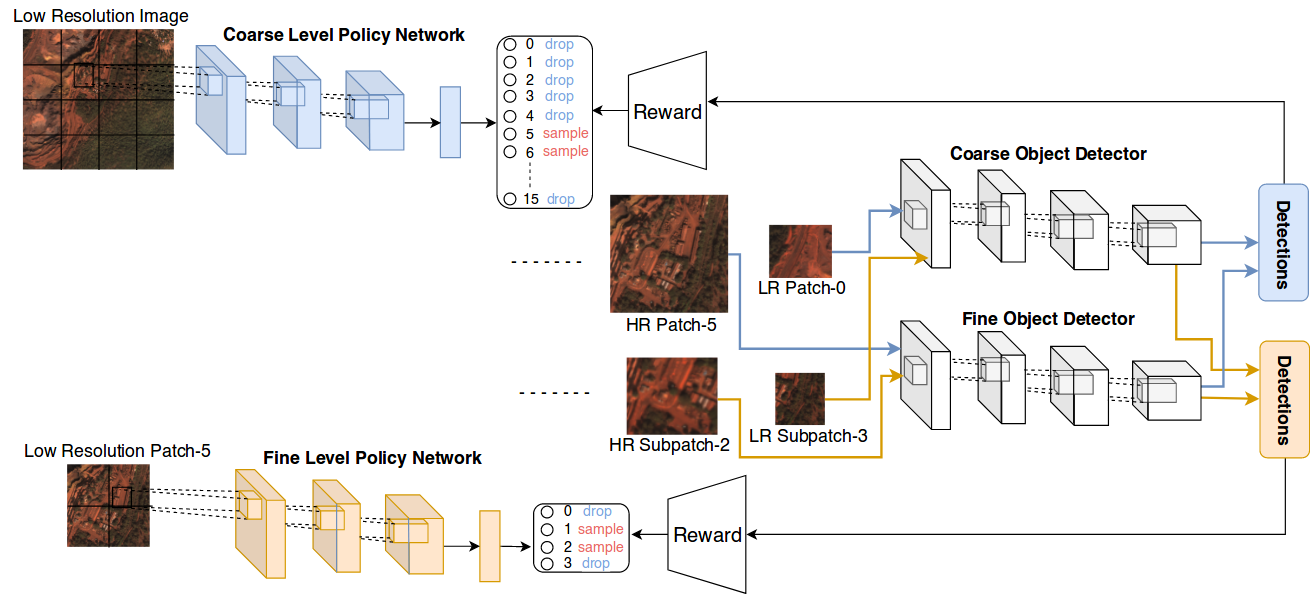 Low Resolution Image
Coarse Level Policy Network
0 drop
1 drop
2 drop
3 drop
4 drop
5 sample
6 sample
15 drop
Reward
Coarse Object Detector
Detections
HR Patch-5
LR Patch-0
Fine Object Detector
Detections
HR Subpatch-2
LR Subpatch-3
Low Resolution Patch-5
Fine Level Policy Network
0 drop
1 sample
2 sample
3 drop
Reward